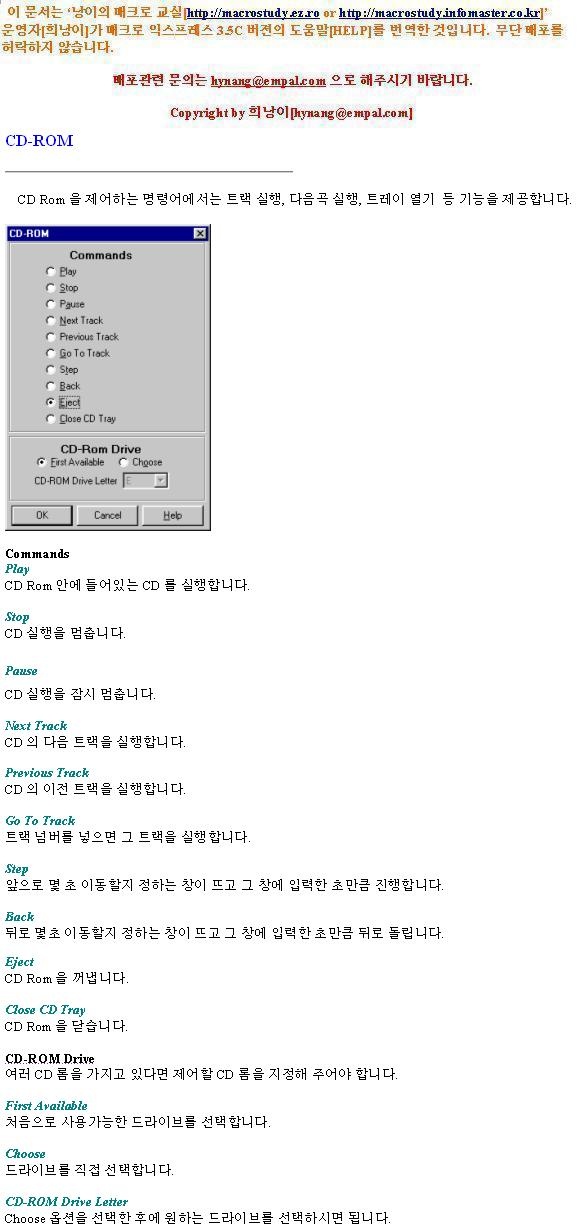 이 문서는 ‘낭이의 매크로 교실[http://macrostudy.ez.ro or http://macrostudy.infomaster.co.kr]’
운영자[희낭이]가 매크로 익스프레스 3.5C 버젼의 도움말[HELP]를 번역한 것입니다. 무단 배포를
허락하지 않습니다.
배포관련 문의는 hynang@empal.com 으로 해주시기 바랍니다.
Copyright by 희낭이[hynang@empal.com]
CD-ROM
CD Rom 을 제어하는 명령어에서는 트랙 실행, 다음곡 실행, 트레이 열기 등 기능을 제공합니다.
CD-ROM
Commands
Play
Stop
Pause
Next Track
Previous Track
Go To Track
Step
Back
Eject
Close CD Tray
CD-Rom Drive
First Available Choose
CD-ROM Drive Letter E
OK Cancel Help
Commands
Play
CD Rom 안에 들어있는 CD 를 실행합니다.
Stop
CD 실행을 멈춥니다.
Pause
CD 실행을 잠시 멈춥니다.
Next Track
CD 의 다음 트랙을 실행합니다.
Previous Track
CD 의 이전 트랙을 실행합니다.
Go To Track
트랙 넘버를 넣으면 그 트랙을 실행합니다.
Step
앞으로 몇 초 이동할지 정하는 창이 뜨고 그 창에 입력한 초만큼 진행합니다.
Back
뒤로 몇초 이동할지 정하는 창이 뜨고 그 창에 입력한 초만큼 뒤로 돌립니다.
Eject
CD Rom 을 꺼냅니다.
Close CD Tray
CD Rom 을 닫습니다.
CD-ROM Drive
여러 CD 롬을 가지고 있다면 제어할 CD 롬을 지정해 주어야 합니다.
First Available
처음으로 사용가능한 드라이브를 선택합니다.
Choose
드라이브를 직접 선택합니다.
CD-ROM Drive Letter
Choose 옵션을 선택한 후에 원하는 드라이브를 선택하시면 됩니다.